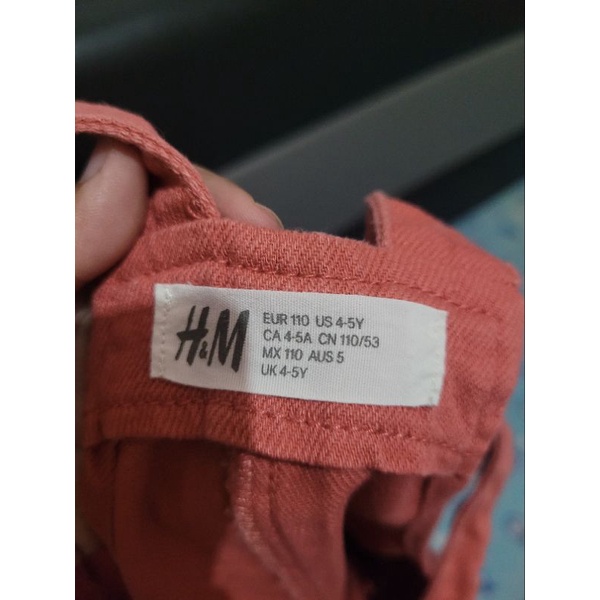 H&M
EUR 110 US 4-5Y
CA 4-5A CN 110/53
MX 110 AUS 5
UK 4-5Y